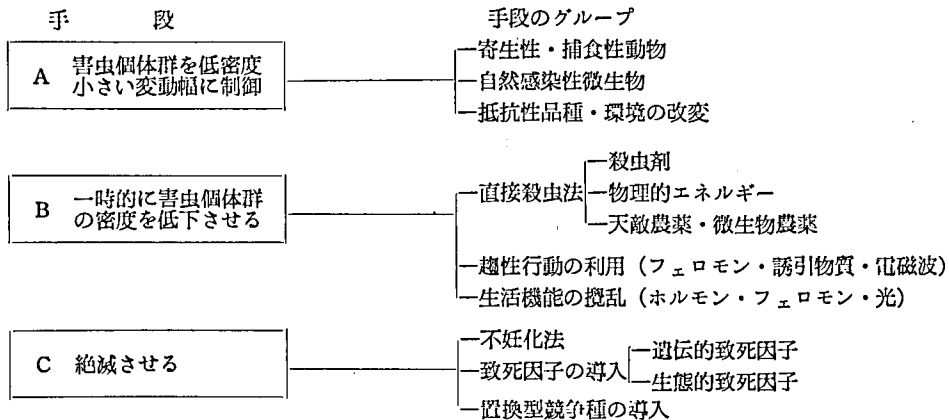 手段
手段のグループ
A 害虫個体群を低密度
小さい変動幅に制御
寄生性・捕食性動物
自然感染性微生物
抵抗性品種・環境の改変
B 一時的に害虫個体群
の密度を低下させる
直接殺虫法
殺虫剤
物理的エネルギー
天敵農薬・微生物農薬
趨性行動の利用（フェロモン・誘引物質・電磁波）
生活機能の攪乱（ホルモン・フェロモン・光）
C 絶滅させる
不妊化法
致死因子の導入
遺伝的致死因子
生態的致死因子
置換型競争種の導入